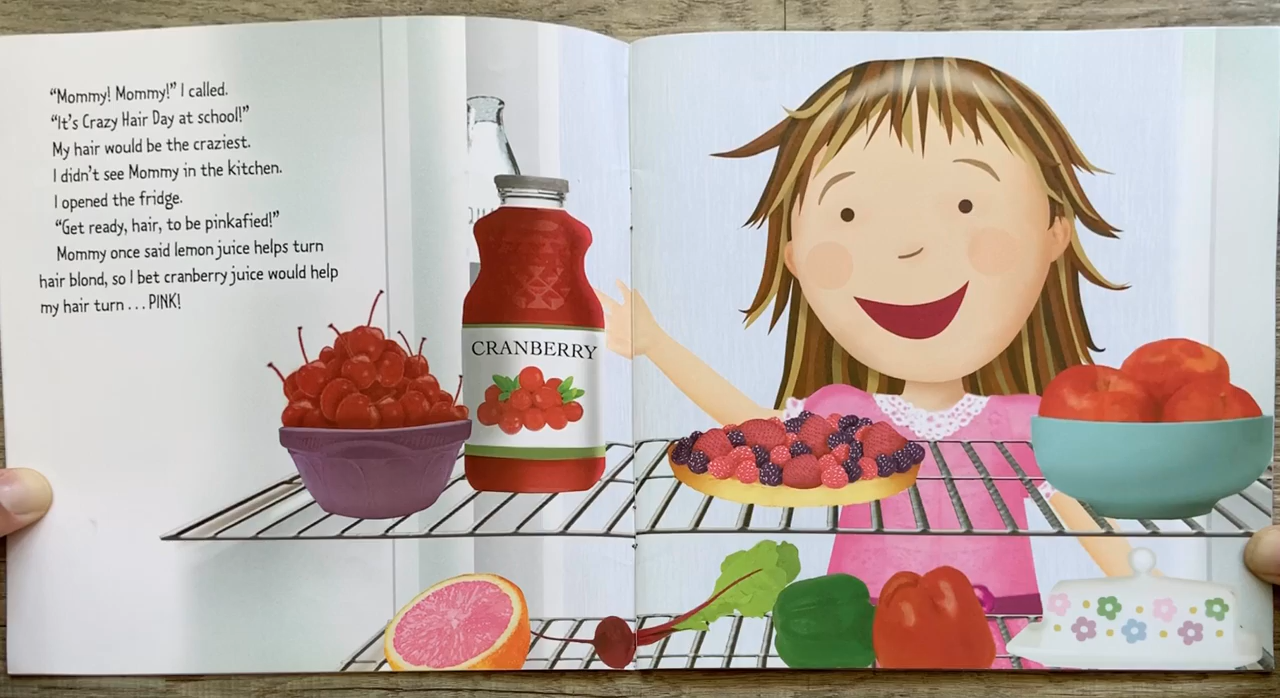 “Mommy! Mommy!” I called.
“It’s Crazy Hair Day at school!”
My hair would be the craziest.
I didn’t see Mommy in the kitchen.
I opened the fridge.
“Get ready, hair, to be pinkafied!”
Mommy once said lemon juice helps turn
hair blond, so I bet cranberry juice would help
my hair turn . . . PINK!
CRANBERRY